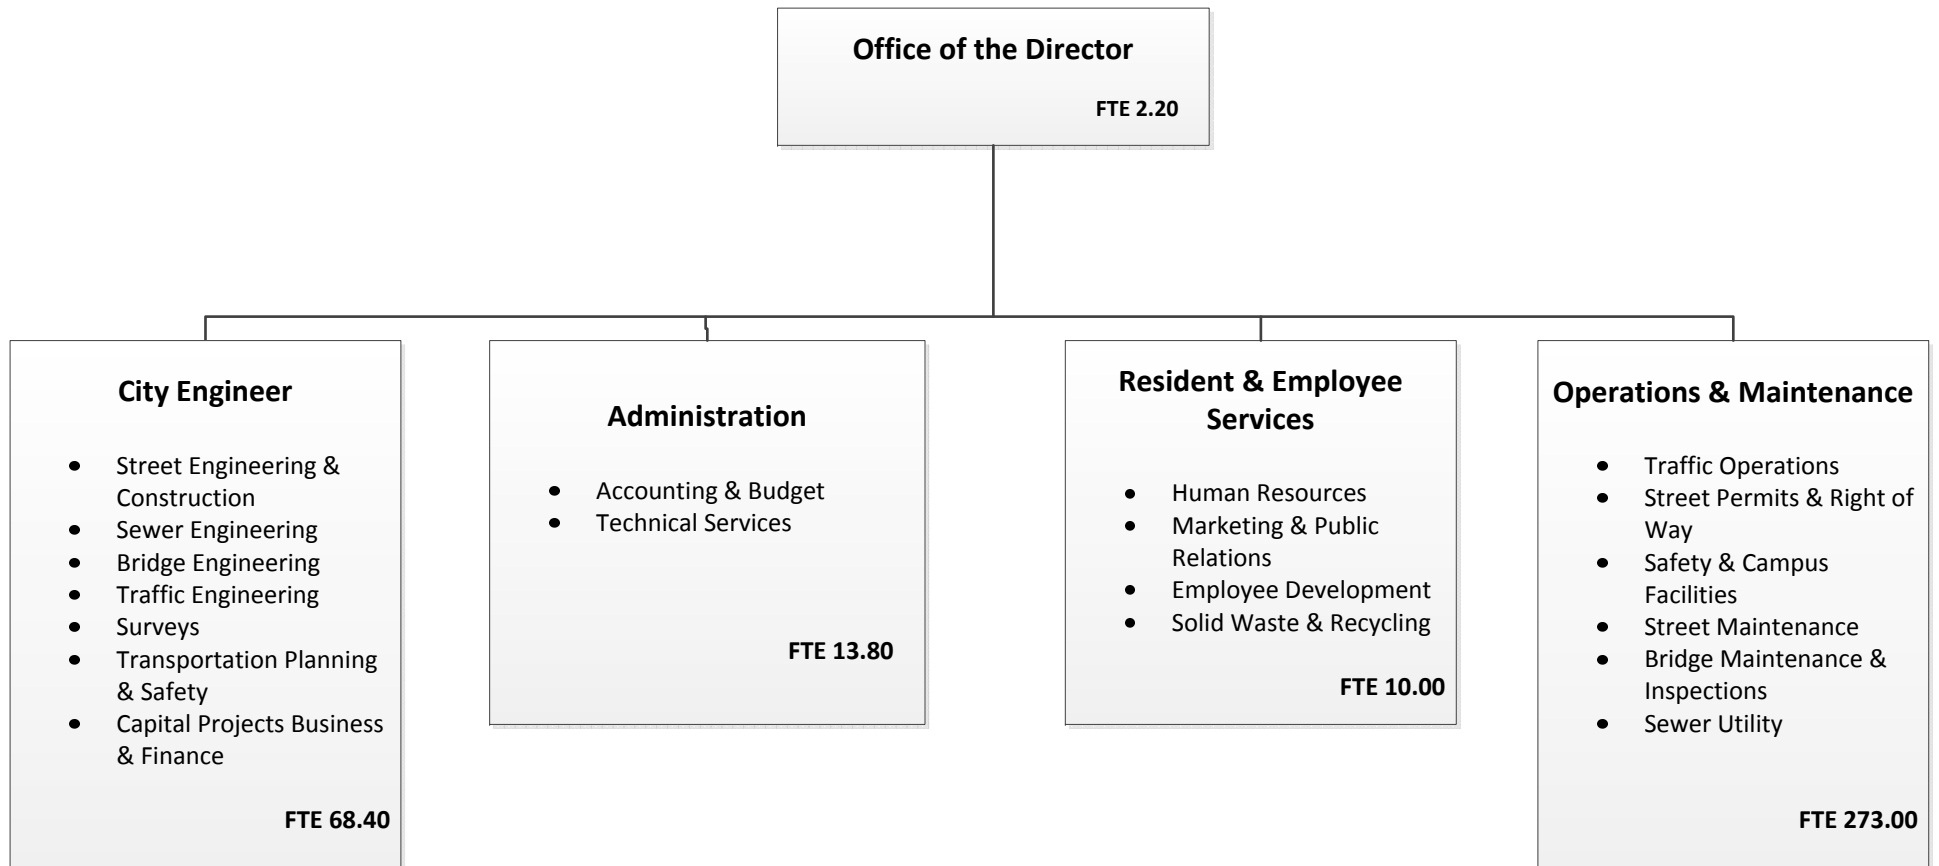 Office of the Director
FTE 2.20
City Engineer
• Street Engineering &
Construction
• Sewer Engineering
• Bridge Engineering
• Traffic Engineering
• Surveys
• Transportation Planning
& Safety
• Capital Projects Business
& Finance
FTE 68.40
Administration
• Accounting & Budget
• Technical Services
FTE 13.80
Resident & Employee
Services
• Human Resources
• Marketing & Public
Relations
• Employee Development
• Solid Waste & Recycling
FTE 10.00
Operations & Maintenance
• Traffic Operations
• Street Permits & Right of
Way
• Safety & Campus
Facilities
• Street Maintenance
• Bridge Maintenance &
Inspections
• Sewer Utility
FTE 273.00